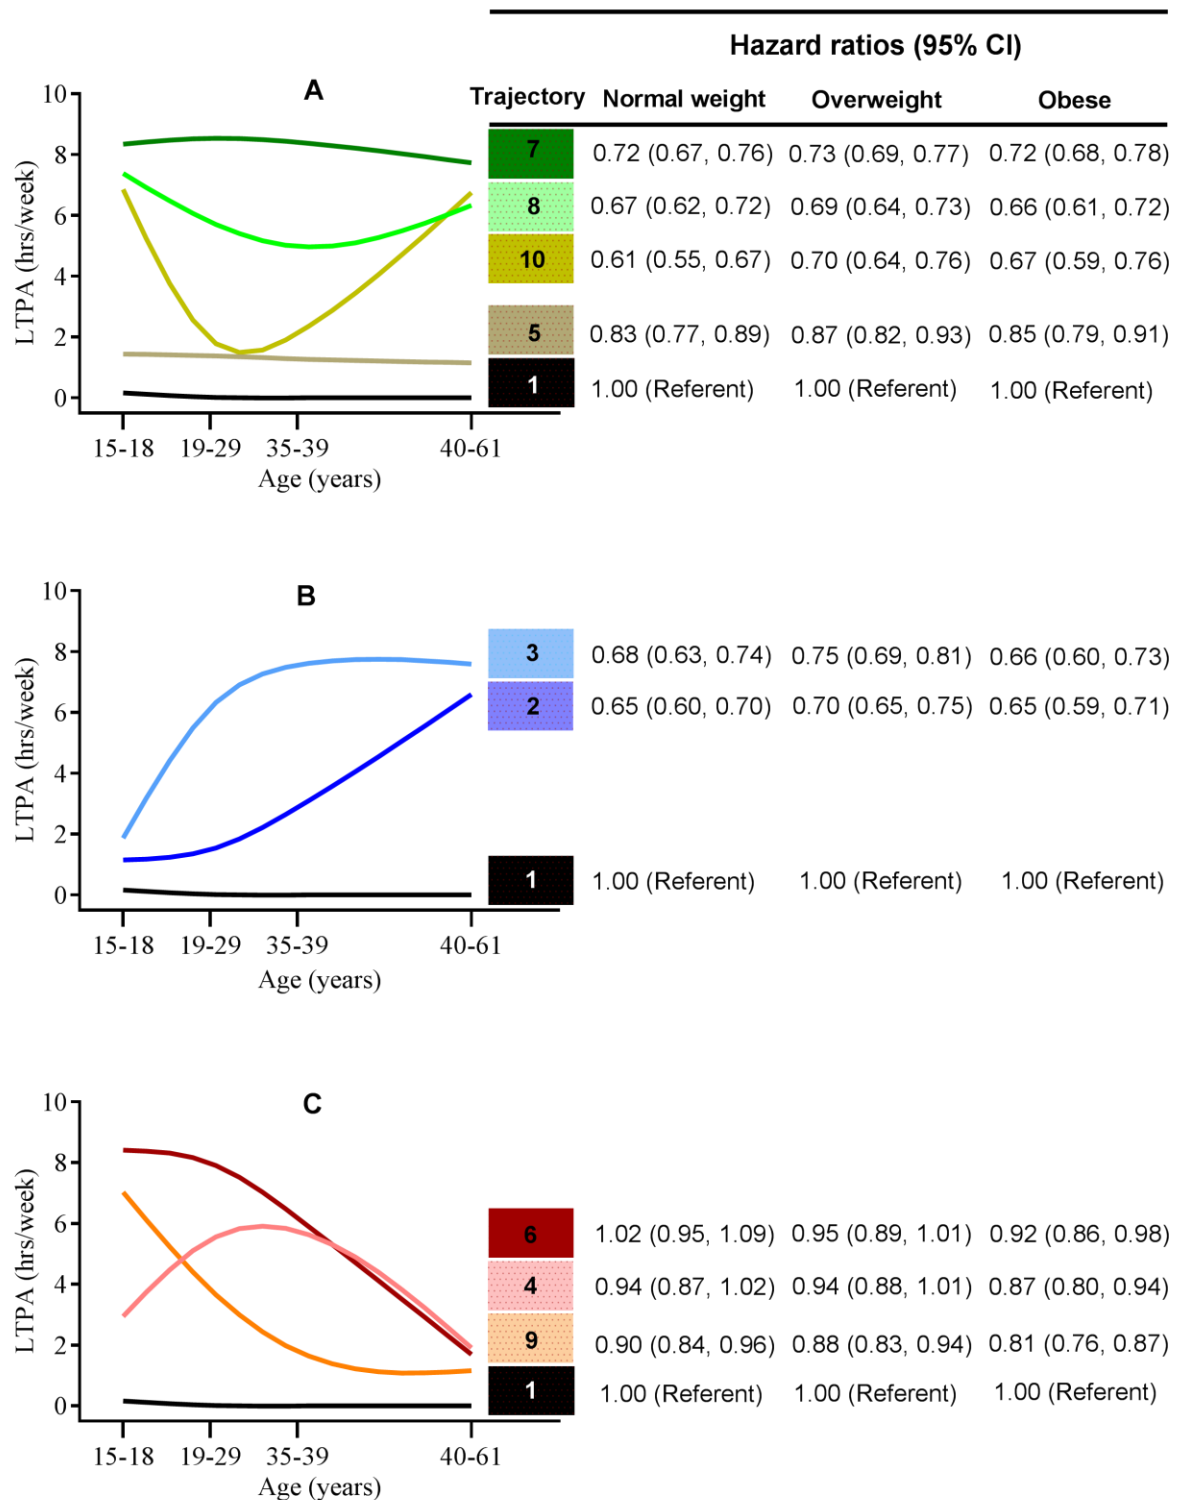 Hazard ratios (95% CI)
Trajectory Normal weight Overweight Obese
A
LTPA (hrs/week)
10
8
6
4
2
0
7 0.72 (0.67, 0.76) 0.73 (0.69, 0.77) 0.72 (0.68, 0.78)
8 0.67 (0.62, 0.72) 0.69 (0.64, 0.73) 0.66 (0.61, 0.72)
10 0.61 (0.55, 0.67) 0.70 (0.64, 0.76) 0.67 (0.59, 0.76)
5 0.83 (0.77, 0.89) 0.87 (0.82, 0.93) 0.85 (0.79, 0.91)
1 1.00 (Referent) 1.00 (Referent) 1.00 (Referent)
15-18 19-29 35-39 40-61
Age (years)
B
LTPA (hrs/week)
10
8
6
4
2
0
3 0.68 (0.63, 0.74) 0.75 (0.69, 0.81) 0.66 (0.60, 0.73)
2 0.65 (0.60, 0.70) 0.70 (0.65, 0.75) 0.65 (0.59, 0.71)
1 1.00 (Referent) 1.00 (Referent) 1.00 (Referent)
15-18 19-29 35-39 40-61
Age (years)
C
LTPA (hrs/week)
10
8
6
4
2
0
6 1.02 (0.95, 1.09) 0.95 (0.89, 1.01) 0.92 (0.86, 0.98)
4 0.94 (0.87, 1.02) 0.94 (0.88, 1.01) 0.87 (0.80, 0.94)
9 0.90 (0.84, 0.96) 0.88 (0.83, 0.94) 0.81 (0.76, 0.87)
1 1.00 (Referent) 1.00 (Referent) 1.00 (Referent)
15-18 19-29 35-39 40-61
Age (years)